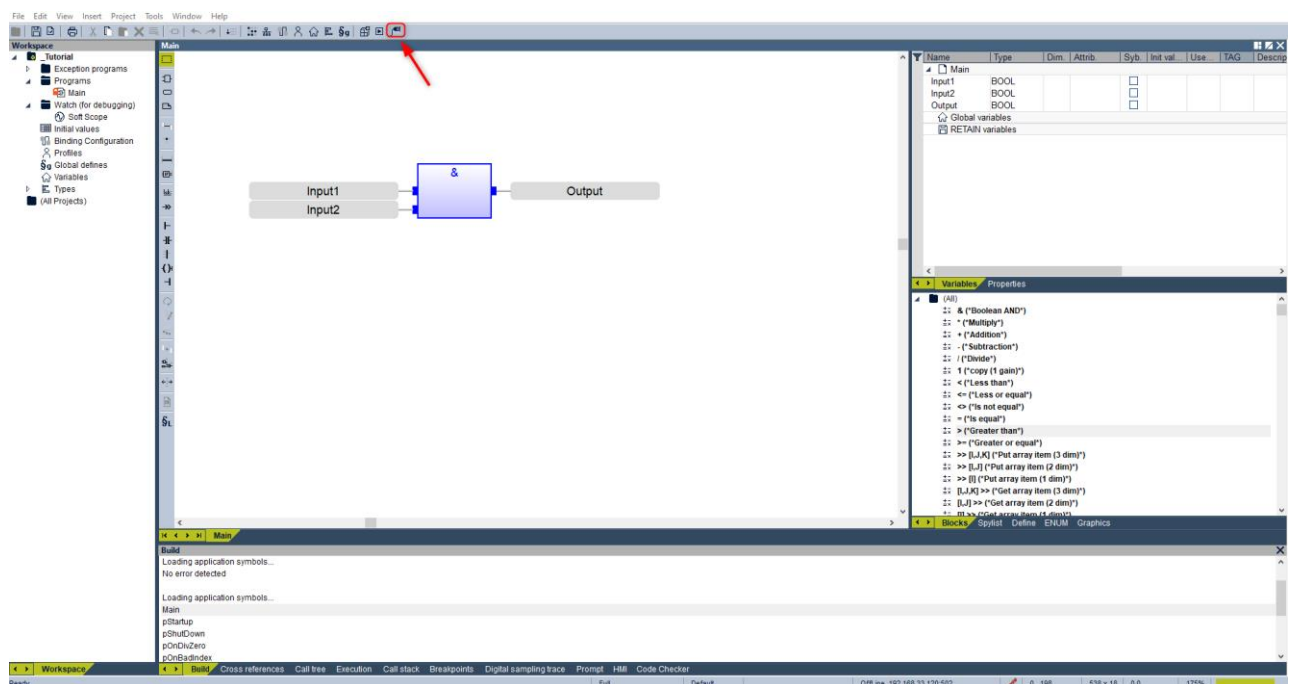 File Edit View Insert Project Tools Window Help
Workspace
_Tutorial
Exception programs
Programs
Main
Watch (for debugging)
Soft Scope
Initial values
Binding Configuration
Profiles
Global defines
Variables
Types
(All Projects)
Workspace
Main
&
Input1
Input2
Output
Main
Name Type Dim. Attrib. Syb. Init val... Use... TAG Descrip
Main
Input1 BOOL
Input2 BOOL
Output BOOL
Global variables
RETAIN variables
Variables Properties
(All)
& (*Boolean AND*)
* (*Multiply*)
+ (*Addition*)
- (*Subtraction*)
/ (*Divide*)
1 (*copy (1 gain)*)
< (*Less than*)
<= (*Less or equal*)
<> (*Is not equal*)
= (*Is equal*)
> (*Greater than*)
>= (*Greater or equal*)
>> [I,J,K] (*Put array item (3 dim)*)
>> [I,J] (*Put array item (2 dim)*)
>> [I] (*Put array item (1 dim)*)
[I,J,K] >> (*Get array item (3 dim)*)
[I,J] >> (*Get array item (2 dim)*)
[I] >> (*Get array item (1 dim)*)
Blocks Spylist Define ENUM Graphics
Build
Loading application symbols...
No error detected
Loading application symbols...
Main
pStartup
pShutDown
pOnDivZero
pOnBadIndex
Build Cross references Call tree Execution Call stack Breakpoints Digital sampling trace Prompt HMI Code Checker
Ready Default 175%